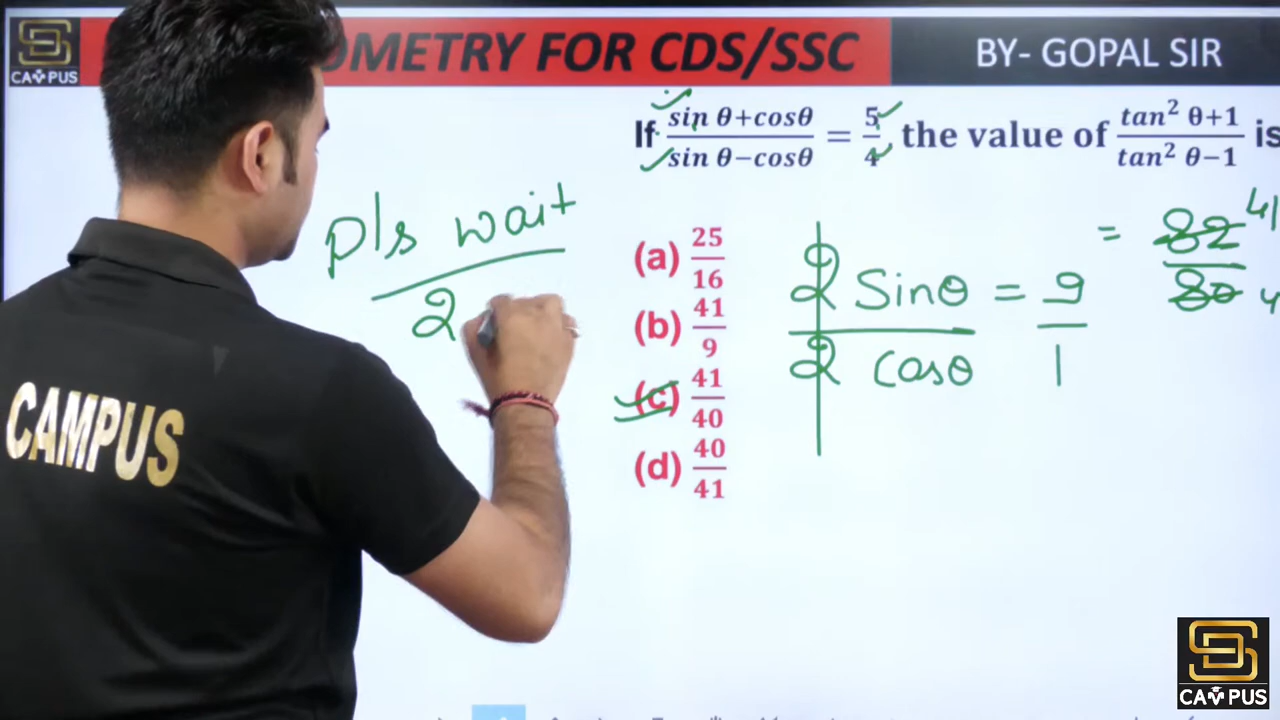 CAMPUS
OMETRY FOR CDS/SSC
BY- GOPAL SIR
If (sin θ+cosθ)/(sin θ−cosθ) = 5/4, the value of (tan² θ+1)/(tan² θ−1) is
pls wait
2
(a) 25/16
(b) 41/9
(c) 41/40
(d) 40/41
2 Sinθ / 2 Cosθ = 9/1
= 82/80 41/4
CAMPUS
CAMPUS